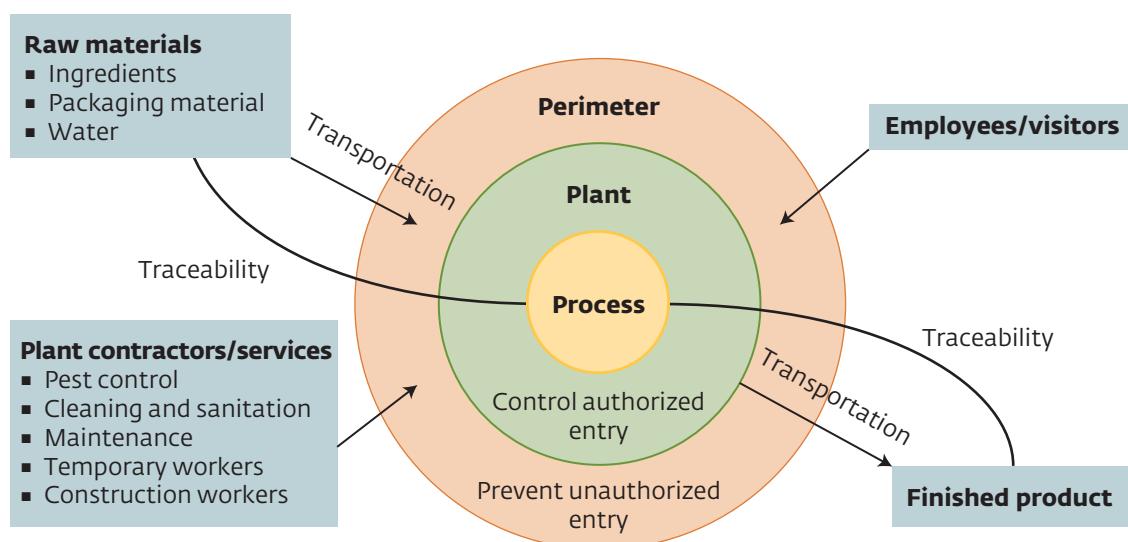 Raw materials
▪ Ingredients
▪ Packaging material
▪ Water
Transportation
Perimeter
Employees/visitors
Plant
Traceability
Process
Traceability
Plant contractors/services
▪ Pest control
▪ Cleaning and sanitation
▪ Maintenance
▪ Temporary workers
▪ Construction workers
Control authorized
entry
Transportation
Prevent unauthorized
entry
Finished product